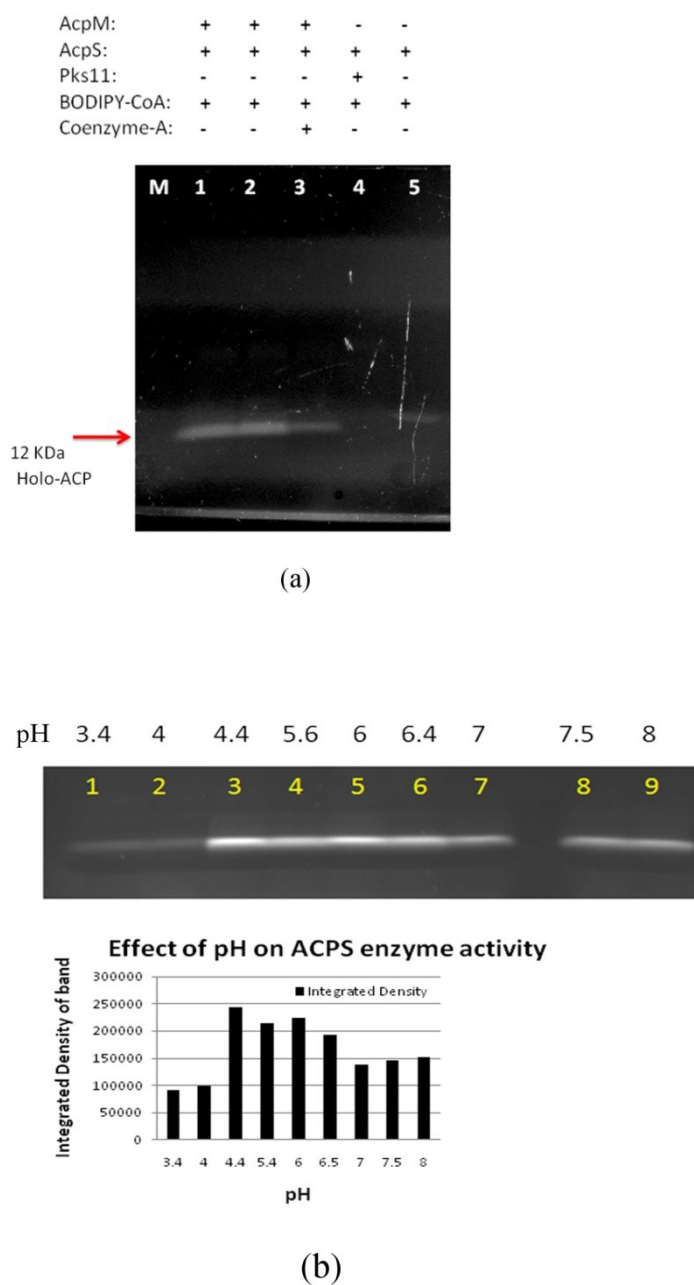 AcpM: + + + - -
AcpS: + + + + +
Pks11: - - - + -
BODIPY-CoA: + + + + +
Coenzyme-A: - - + - -
M 1 2 3 4 5
12 KDa
Holo-ACP
(a)
pH 3.4 4 4.4 5.6 6 6.4 7 7.5 8
1 2 3 4 5 6 7 8 9
Effect of pH on ACPS enzyme activity
Integrated Density of band
300000
250000
200000
150000
100000
50000
0
Integrated Density
3.4 4 4.4 5.4 6 6.5 7 7.5 8
pH
(b)